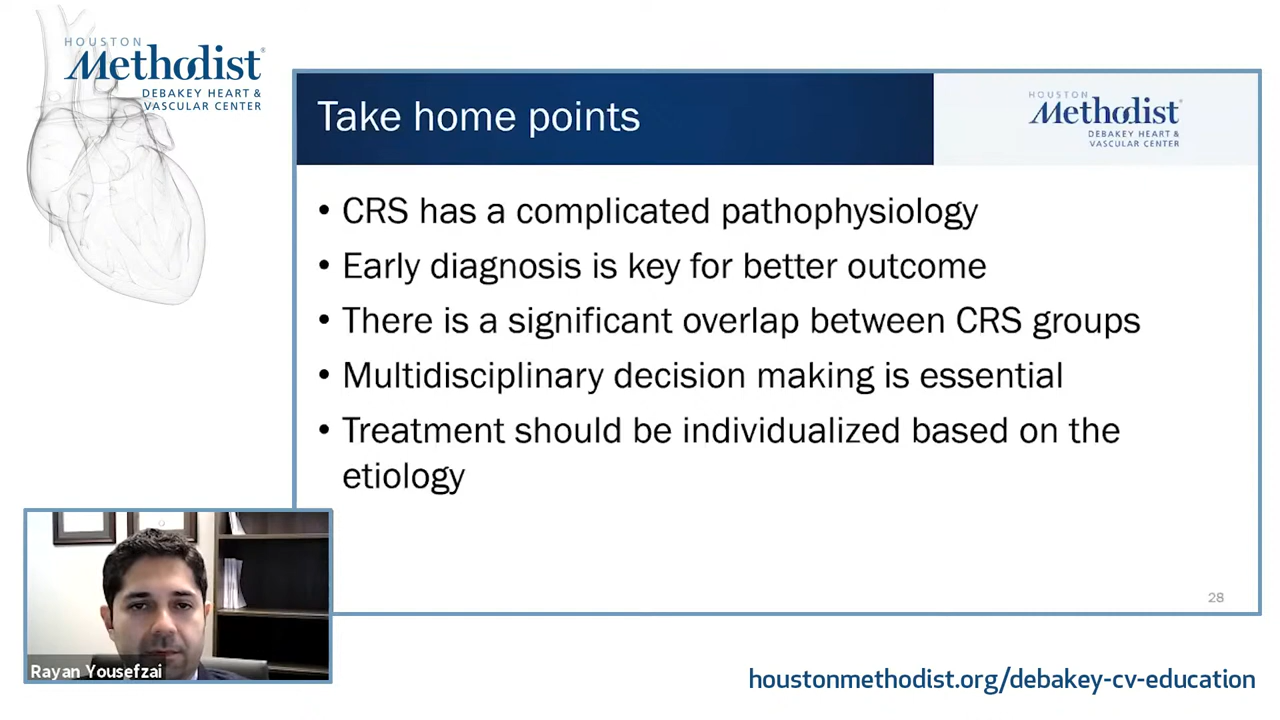 HOUSTON
Methodist
DEBAKEY HEART &
VASCULAR CENTER
Take home points
HOUSTON
Methodist
DEBAKEY HEART &
VASCULAR CENTER
• CRS has a complicated pathophysiology
• Early diagnosis is key for better outcome
• There is a significant overlap between CRS groups
• Multidisciplinary decision making is essential
• Treatment should be individualized based on the
etiology
28
Rayan Yousefzai
houstonmethodist.org/debakey-cv-education